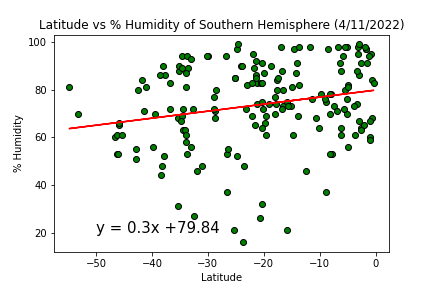 Latitude vs % Humidity of Southern Hemisphere (4/11/2022)
100
80
60
40
20
% Humidity
y = 0.3x +79.84
−50
−40
−30
−20
−10
0
Latitude